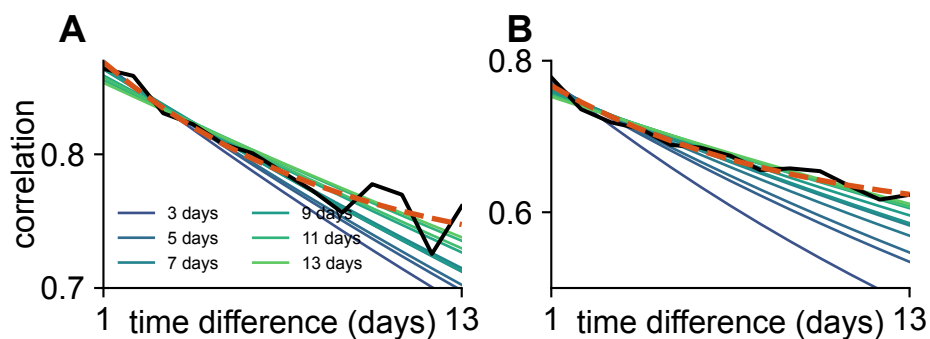 A
correlation
0.8
0.7
3 days
5 days
7 days
9 days
11 days
13 days
1
time difference (days)
13
B
0.8
0.6
1
time difference (days)
13